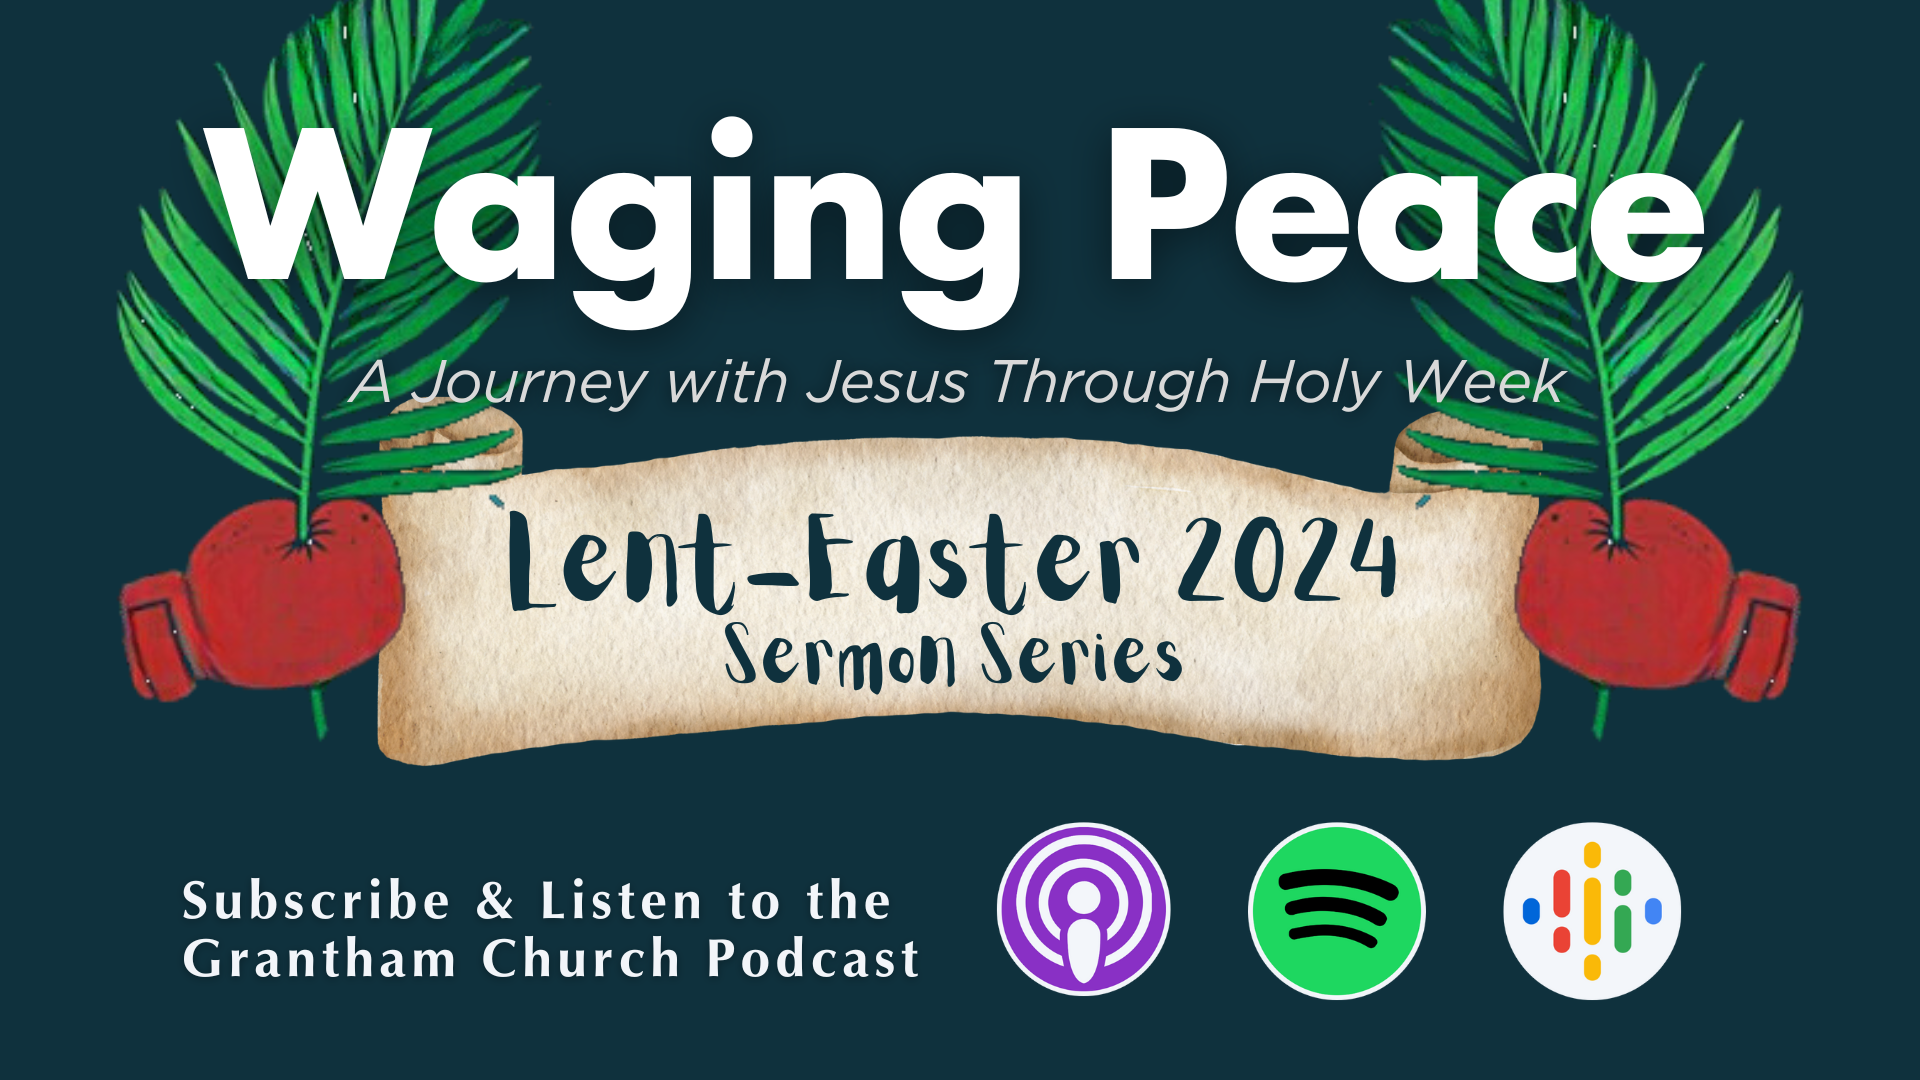 Waging Peace
A Journey with Jesus Through Holy Week
Lent-Easter 2024
Sermon Series
Subscribe & Listen to the
Grantham Church Podcast